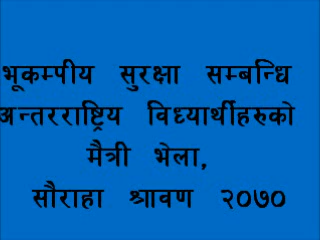 भूकम्पीय सुरक्षा सम्बन्धि
अन्तरराष्ट्रिय विध्यार्थीहरुको
मैत्री भेला,
सौराहा श्रावण २०७०